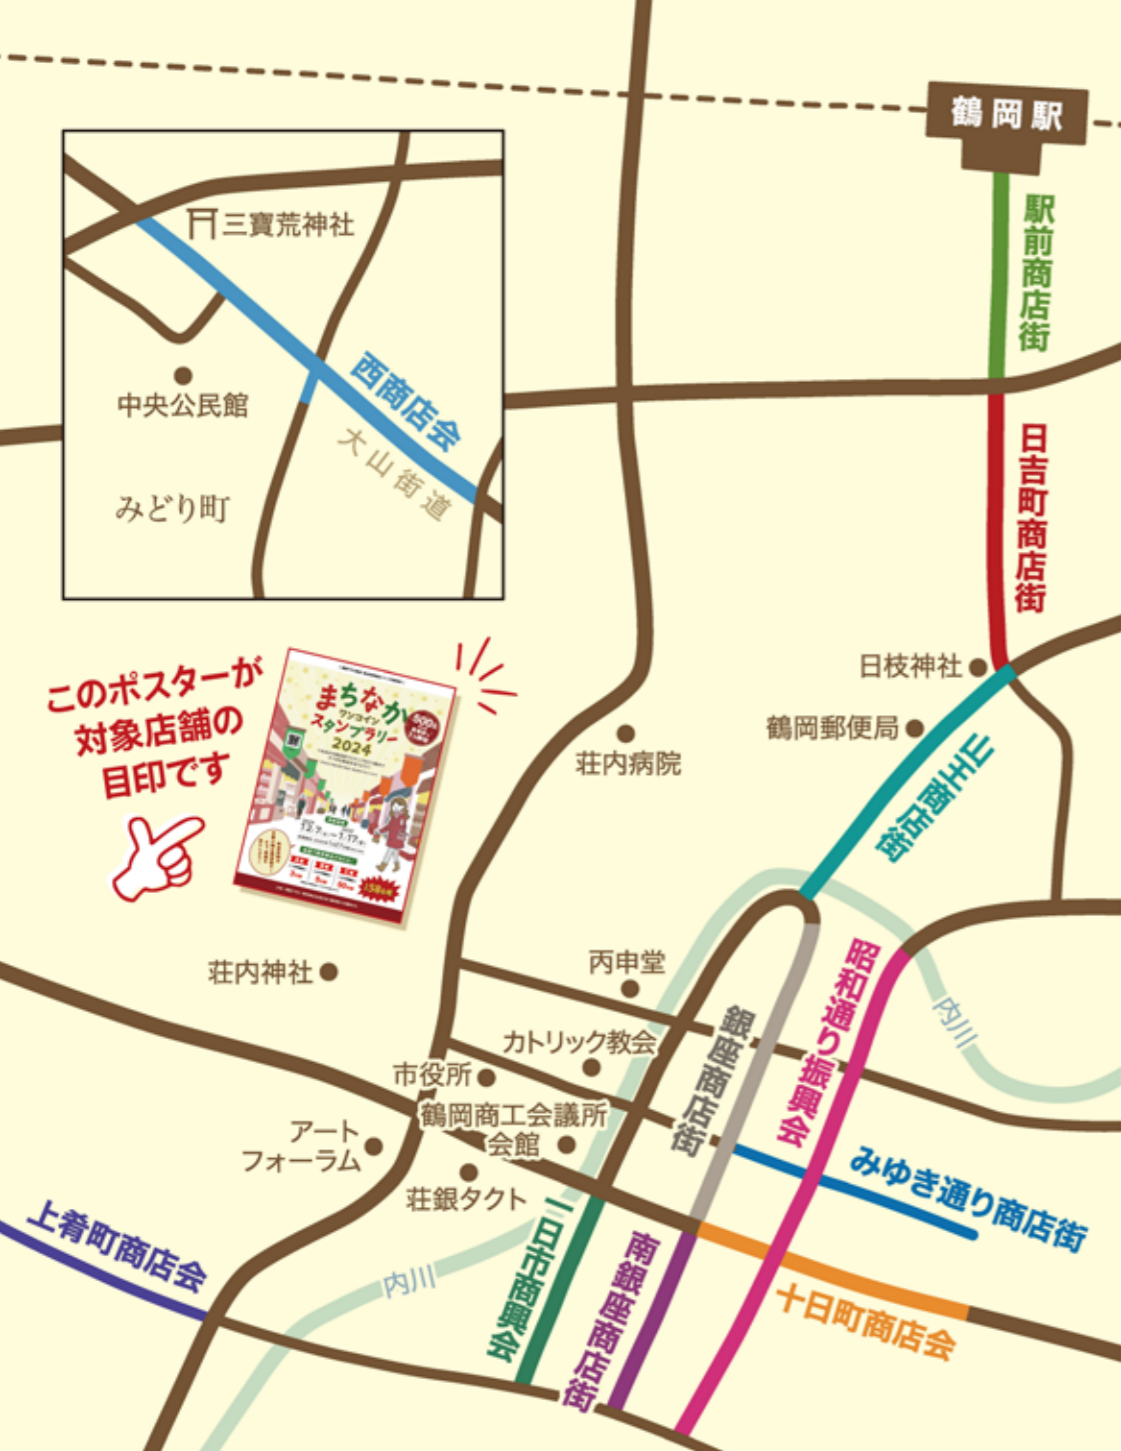 鶴岡駅
駅前商店街
三寶荒神社
中央公民館
西商店会
大山街道
みどり町
日吉町商店街
日枝神社
鶴岡郵便局
山王商店街
荘内病院
このポスターが
対象店舗の
目印です
まちなか
ワンコイン
スタンプラリー
2024
荘内神社
丙申堂
カトリック教会
市役所
鶴岡商工会議所
会館
アート
フォーラム
荘銀タクト
銀座商店街
昭和通り振興会
内川
みゆき通り商店街
上肴町商店会
内川
一日市商興会
南銀座商店街
十日町商店会